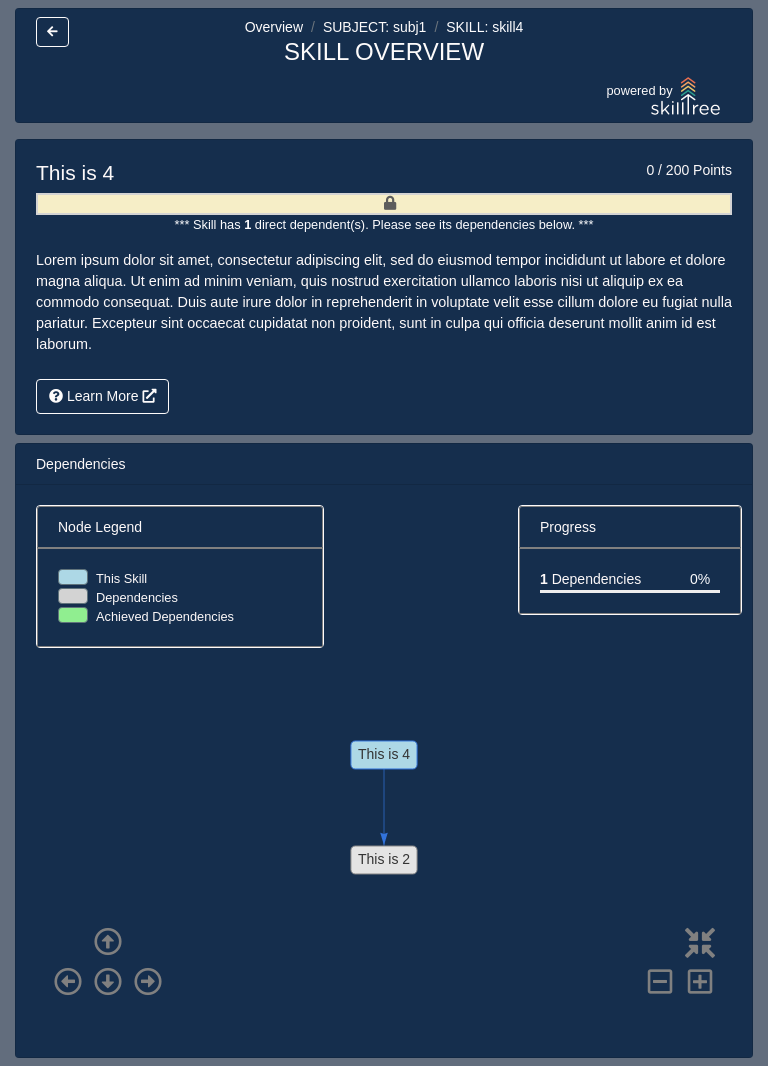 Overview / SUBJECT: subj1 / SKILL: skill4
SKILL OVERVIEW
powered by
skilltree
This is 4
0 / 200 Points
*** Skill has 1 direct dependent(s). Please see its dependencies below. ***
Lorem ipsum dolor sit amet, consectetur adipiscing elit, sed do eiusmod tempor incididunt ut labore et dolore
magna aliqua. Ut enim ad minim veniam, quis nostrud exercitation ullamco laboris nisi ut aliquip ex ea
commodo consequat. Duis aute irure dolor in reprehenderit in voluptate velit esse cillum dolore eu fugiat nulla
pariatur. Excepteur sint occaecat cupidatat non proident, sunt in culpa qui officia deserunt mollit anim id est
laborum.
Learn More
Dependencies
Node Legend
This Skill
Dependencies
Achieved Dependencies
Progress
1 Dependencies 0%
This is 4
This is 2